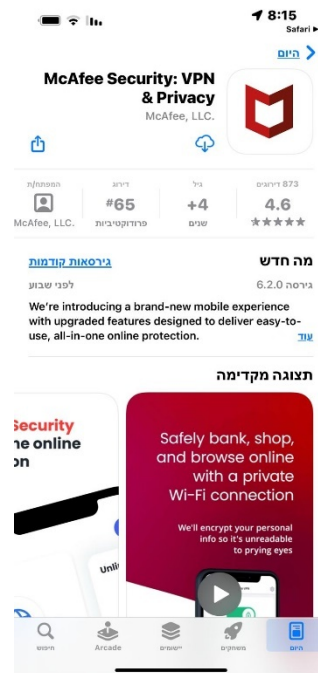 8:15
Safari
היום
McAfee Security: VPN
& Privacy
McAfee, LLC.
873 דירוגים
גיל
דירוג
המפתח/ת
4.6
4+
#65
★★★★★
שנים
פרודוקטיביות
McAfee, LLC.
מה חדש
גירסאות קודמות
גירסה 6.2.0
לפני שבוע
We're introducing a brand-new mobile experience
with upgraded features designed to deliver easy-to-
use, all-in-one online protection.
עוד
תצוגה מקדימה
Security
ne online
on
Unli
Safely bank, shop,
and browse online
with a private
Wi-Fi connection
We'll encrypt your personal
info so it's unreadable
to prying eyes
היום
משחקים
יישומים
Arcade
חיפוש